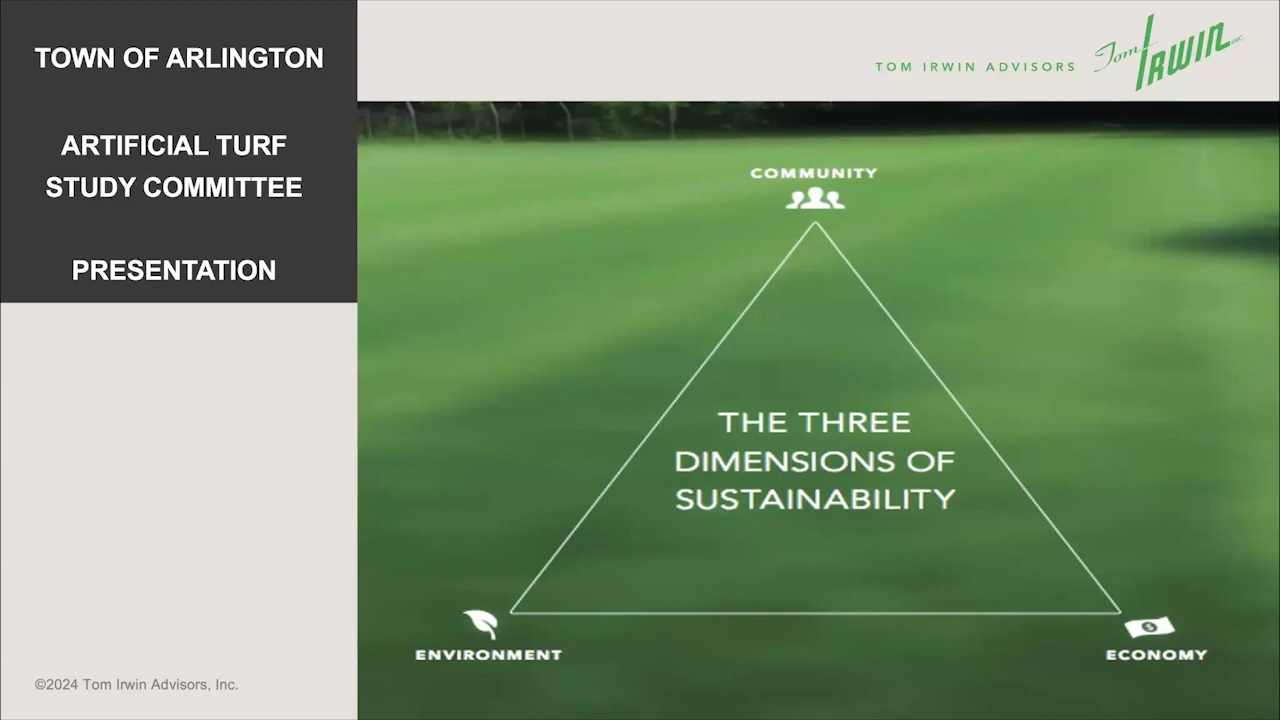 TOWN OF ARLINGTON
ARTIFICIAL TURF
STUDY COMMITTEE
PRESENTATION
TOM IRWIN ADVISORS
Tom IRWIN INC.
COMMUNITY
THE THREE
DIMENSIONS OF
SUSTAINABILITY
ENVIRONMENT
$
ECONOMY
©2024 Tom Irwin Advisors, Inc.